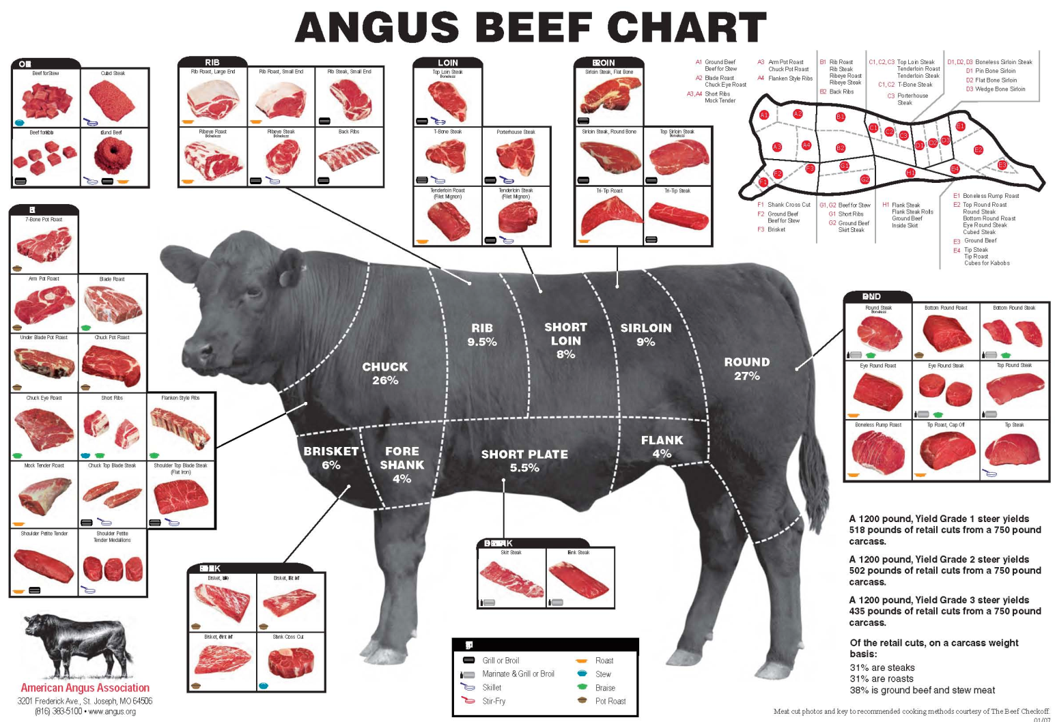 ANGUS BEEF CHART
RIB
Rib Roast, Large End
Rib Roast, Small End
Rib Steak, Small End
Ribeye Roast
Boneless
Ribeye Steak
Boneless
Back Ribs
LOIN
Top Loin Steak
Boneless
T-Bone Steak
Porterhouse Steak
Tenderloin Roast
(Filet Mignon)
Tenderloin Steak
(Filet Mignon)
Sirloin Steak, Flat Bone
Sirloin Steak, Round Bone
Top Sirloin Steak
Boneless
Tri-Tip Roast
Tri-Tip Steak
Beef for Stew
Cubed Steak
A1 Ground Beef
Beef for Stew
A2 Blade Roast
Chuck Eye Roast
A3,A4 Short Ribs
Mock Tender
A3 Arm Pot Roast
Chuck Pot Roast
A4 Flanken Style Ribs
B1 Rib Roast
Rib Steak
Ribeye Roast
Ribeye Steak
B2 Back Ribs
C1, C2, C3 Top Loin Steak
Tenderloin Roast
Tenderloin Steak
C1, C2 T-Bone Steak
C3 Porterhouse
Steak
D1, D2, D3 Boneless Sirloin Steak
D1 Pin Bone Sirloin
D2 Flat Bone Sirloin
D3 Wedge Bone Sirloin
F1 Shank Cross Cut
F2 Ground Beef
Beef for Stew
F3 Brisket
G1, G2 Beef for Stew
G1 Short Ribs
G2 Ground Beef
Skirt Steak
H1 Flank Steak
Flank Steak Rolls
Ground Beef
Inside Skirt
E1 Boneless Rump Roast
E2 Top Round Roast
Round Steak
Bottom Round Roast
Eye Round Steak
Cubed Steak
E3 Ground Beef
E4 Tip Steak
Tip Roast
Cubes for Kabobs
7-Bone Pot Roast
Arm Pot Roast
Blade Roast
Under Blade Pot Roast
Chuck Pot Roast
Chuck Eye Roast
Short Ribs
Flanken Style Ribs
Mock Tender Roast
Chuck Top Blade Steak
Shoulder Top Blade Steak
(Flat Iron)
Shoulder Petite Tender
Shoulder Petite
Tender Medallions
CHUCK
26%
RIB
9.5%
SHORT
LOIN
8%
SIRLOIN
9%
ROUND
27%
BRISKET
6%
FORE
SHANK
4%
SHORT PLATE
5.5%
FLANK
4%
Round Steak
Boneless
Bottom Round Roast
Bottom Round Steak
Eye Round Roast
Eye Round Steak
Top Round Steak
Boneless Rump Roast
Tip Roast, Cap Off
Tip Steak
Skirt Steak
Steak
Brisket,
Brisket,
Brisket,
Cross Cut
Grill or Broil
Marinate & Grill or Broil
Skillet
Stir-Fry
Roast
Stew
Braise
Pot Roast
A 1200 pound, Yield Grade 1 steer yields
518 pounds of retail cuts from a 750 pound
carcass.
A 1200 pound, Yield Grade 2 steer yields
502 pounds of retail cuts from a 750 pound
carcass.
A 1200 pound, Yield Grade 3 steer yields
435 pounds of retail cuts from a 750 pound
carcass.
Of the retail cuts, on a carcass weight
basis:
31% are steaks
31% are roasts
38% is ground beef and stew meat
American Angus Association
3201 Frederick Ave., St. Joseph, MO 64506
(816) 383-5100 • www.angus.org
Meat cut photos and key to recommended cooking methods courtesy of The Beef Checkoff.